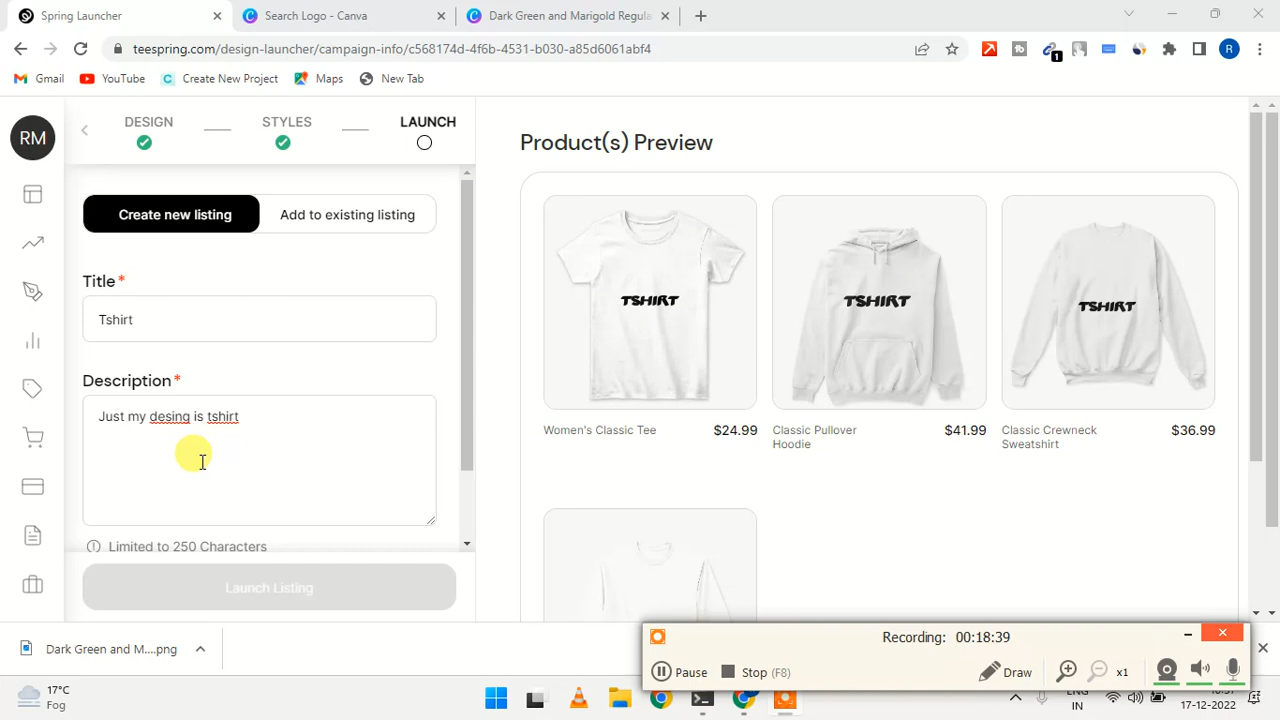 Spring Launcher
Search Logo - Canva
Dark Green and Marigold Regula
teespring.com/design-launcher/campaign-info/c568174d-4f6b-4531-b030-a85d6061abf4
1
R
Gmail
YouTube
Create New Project
Maps
New Tab
RM
DESIGN
STYLES
LAUNCH
Create new listing
Add to existing listing
Title*
Tshirt
Description*
Just my desing is tshirt
Limited to 250 Characters
Launch Listing
Product(s) Preview
TSHIRT
TSHIRT
TSHIRT
Women's Classic Tee
$24.99
Classic Pullover
Hoodie
$41.99
Classic Crewneck
Sweatshirt
$36.99
Recording: 00:18:39
Pause
Stop (F8)
Draw
x1
Dark Green and M....png
17°C
Fog
ENG
IN
17-12-2022